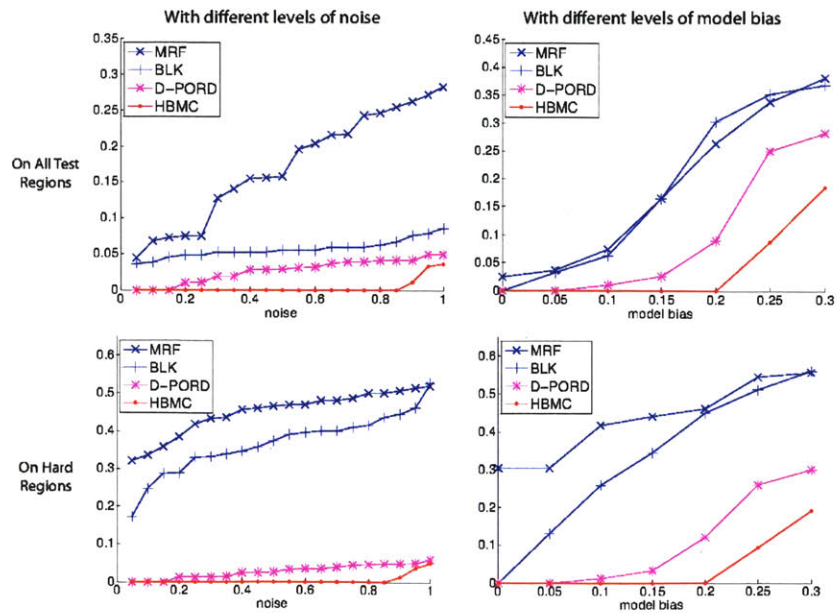 With different levels of noise
With different levels of model bias
On All Test
Regions
0.35
0.3
0.25
0.2
0.15
0.1
0.05
0
MRF
BLK
D-PORD
HBMC
0 0.2 0.4 0.6 0.8 1
noise
0.45
0.4
0.35
0.3
0.25
0.2
0.15
0.1
0.05
0
MRF
BLK
D-PORD
HBMC
0 0.05 0.1 0.15 0.2 0.25 0.3
model bias
On Hard
Regions
0.5
0.4
0.3
0.2
0.1
0
MRF
BLK
D-PORD
HBMC
0 0.2 0.4 0.6 0.8 1
noise
0.6
0.5
0.4
0.3
0.2
0.1
0
MRF
BLK
D-PORD
HBMC
0 0.05 0.1 0.15 0.2 0.25 0.3
model bias